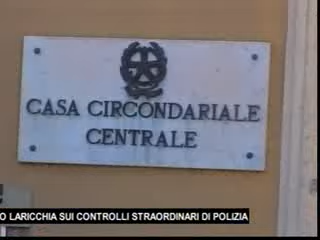 CASA CIRCONDARIALE
CENTRALE
O LARICCHIA SUI CONTROLLI STRAORDINARI DI POLIZIA